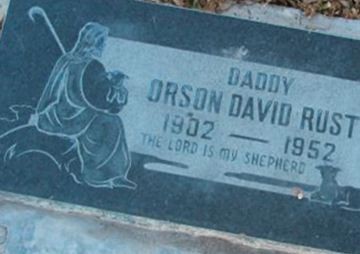 DADDY
ORSON DAVID RUST
1902 — 1952
THE LORD IS MY SHEPHERD